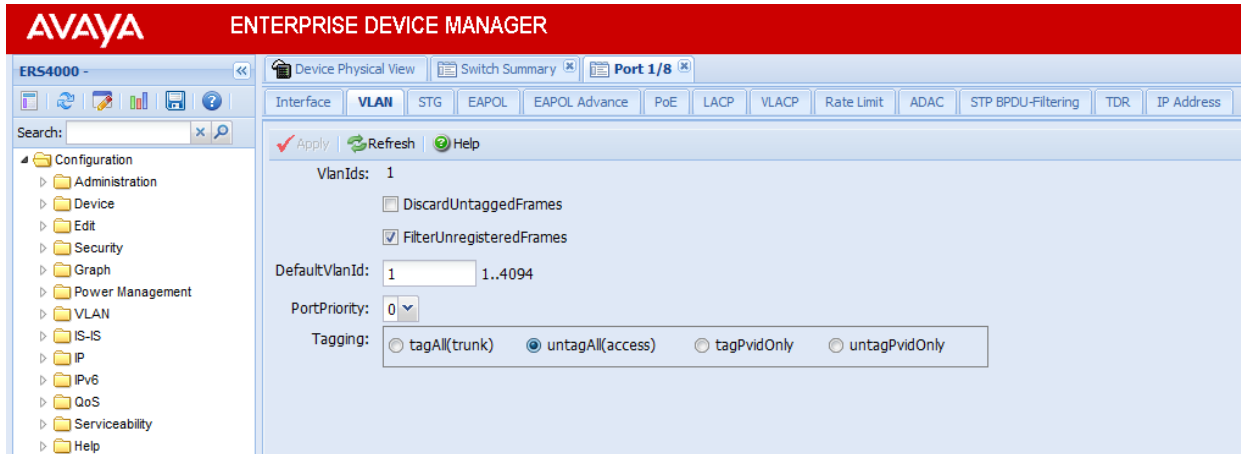 AVAYA ENTERPRISE DEVICE MANAGER
ERS4000 -
Device Physical View Switch Summary Port 1/8
Interface VLAN STG EAPOL EAPOL Advance PoE LACP VLACP Rate Limit ADAC STP BPDU-Filtering TDR IP Address
Search:
Apply Refresh Help
Configuration
Administration
Device
Edit
Security
Graph
Power Management
VLAN
IS-IS
IP
IPv6
QoS
Serviceability
Help
VlanIds: 1
DiscardUntaggedFrames
FilterUnregisteredFrames
DefaultVlanId: 1 1..4094
PortPriority: 0
Tagging: tagAll(trunk) untagAll(access) tagPvidOnly untagPvidOnly